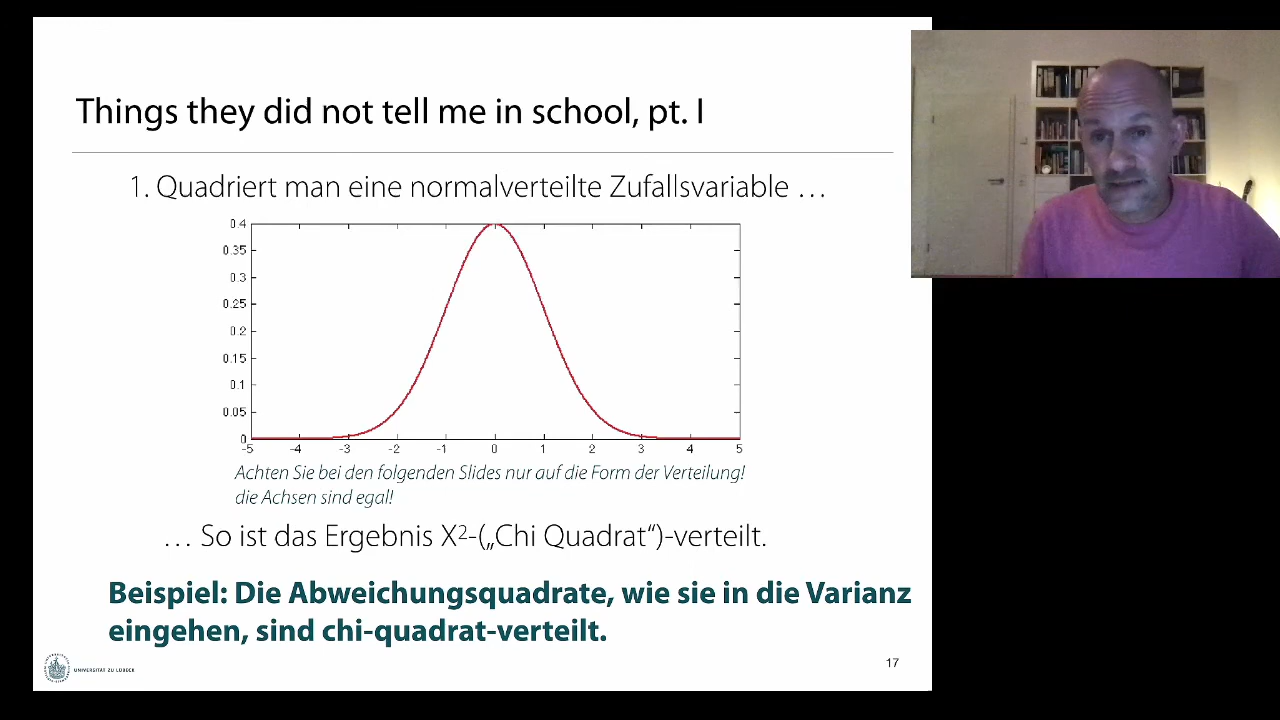 Things they did not tell me in school, pt. I
1. Quadriert man eine normalverteilte Zufallsvariable …
0.4
0.35
0.3
0.25
0.2
0.15
0.1
0.05
0
-5 -4 -3 -2 -1 0 1 2 3 4 5
Achten Sie bei den folgenden Slides nur auf die Form der Verteilung!
die Achsen sind egal!
… So ist das Ergebnis X²-(„Chi Quadrat“)-verteilt.
Beispiel: Die Abweichungsquadrate, wie sie in die Varianz
eingehen, sind chi-quadrat-verteilt.
UNIVERSITÄT ZU LÜBECK
17